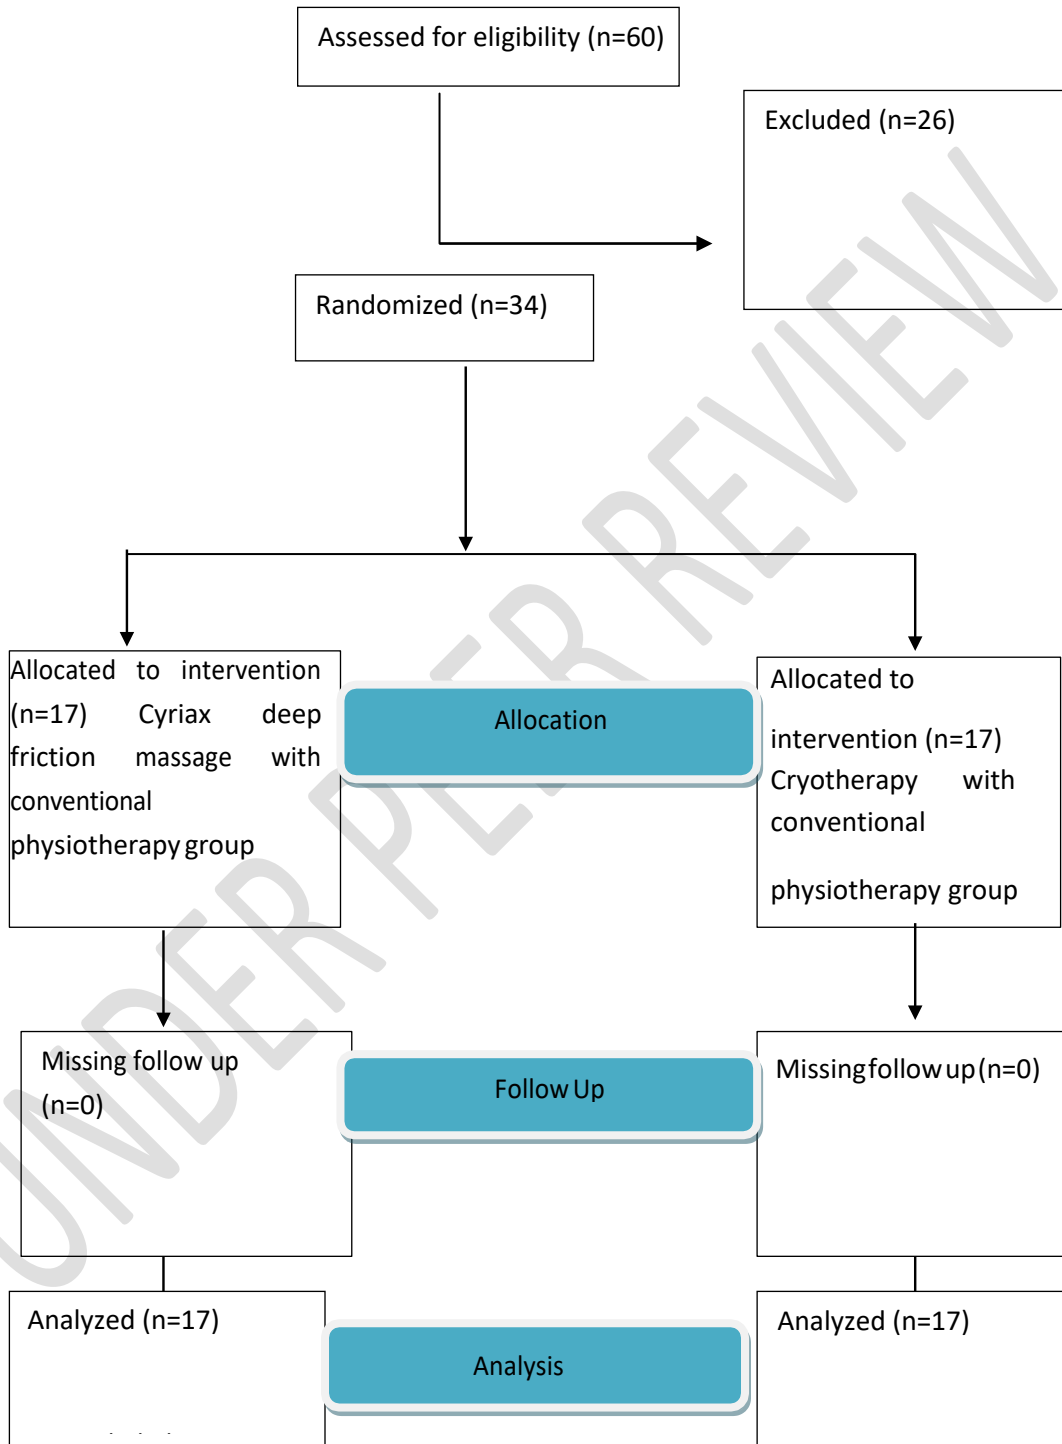 Assessed for eligibility (n=60)
Excluded (n=26)
Randomized (n=34)
Allocated to intervention
(n=17) Cyriax deep
friction massage with
conventional
physiotherapy group
Allocation
Allocated to
intervention (n=17)
Cryotherapy with
conventional
physiotherapy group
Missing follow up
(n=0)
Follow Up
Missing follow up (n=0)
Analyzed (n=17)
Analysis
Analyzed (n=17)
UNDER PER REVIEW